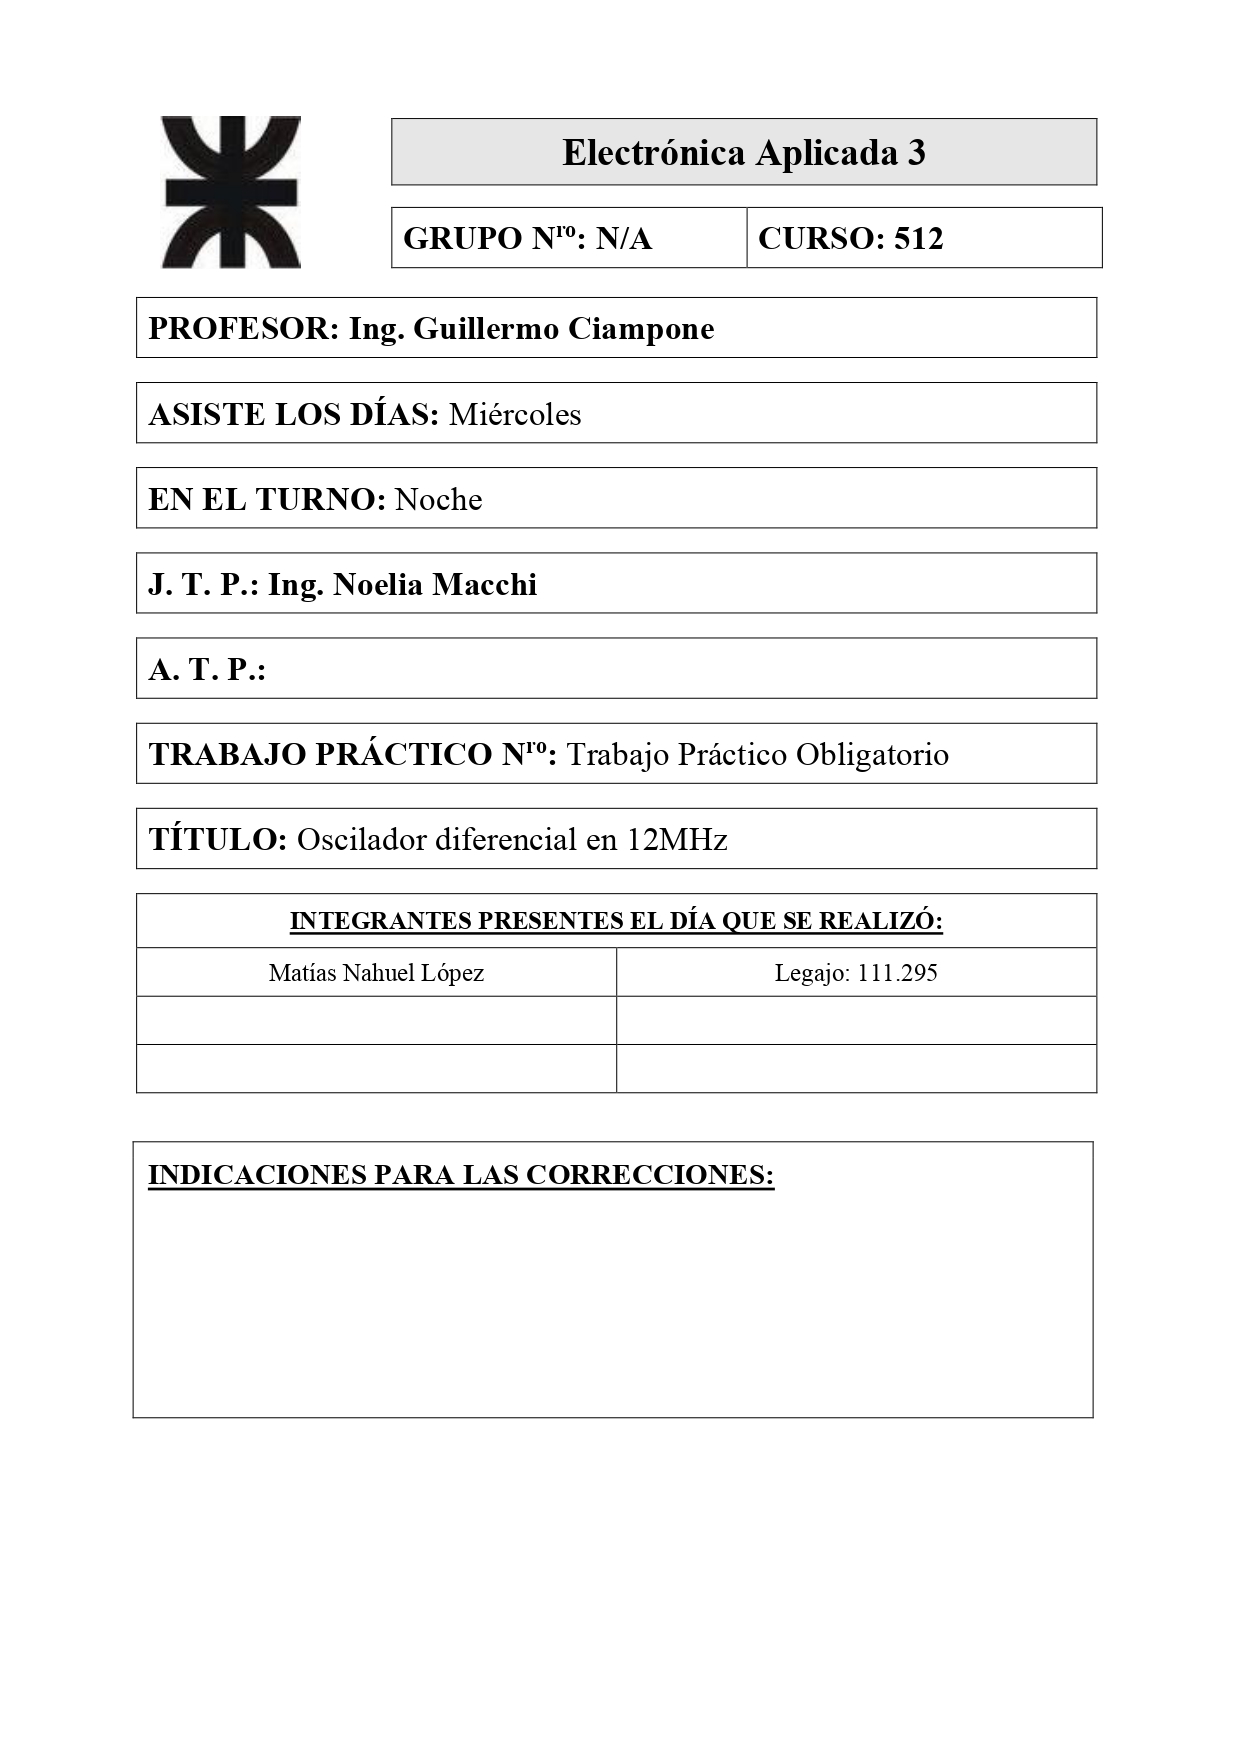 Electrónica Aplicada 3
GRUPO Nro: N/A
CURSO: 512
PROFESOR: Ing. Guillermo Ciampone
ASISTE LOS DÍAS: Miércoles
EN EL TURNO: Noche
J. T. P.: Ing. Noelia Macchi
A. T. P.:
TRABAJO PRÁCTICO Nro: Trabajo Práctico Obligatorio
TÍTULO: Oscilador diferencial en 12MHz
INTEGRANTES PRESENTES EL DÍA QUE SE REALIZÓ:
Matías Nahuel López
Legajo: 111.295
INDICACIONES PARA LAS CORRECCIONES: